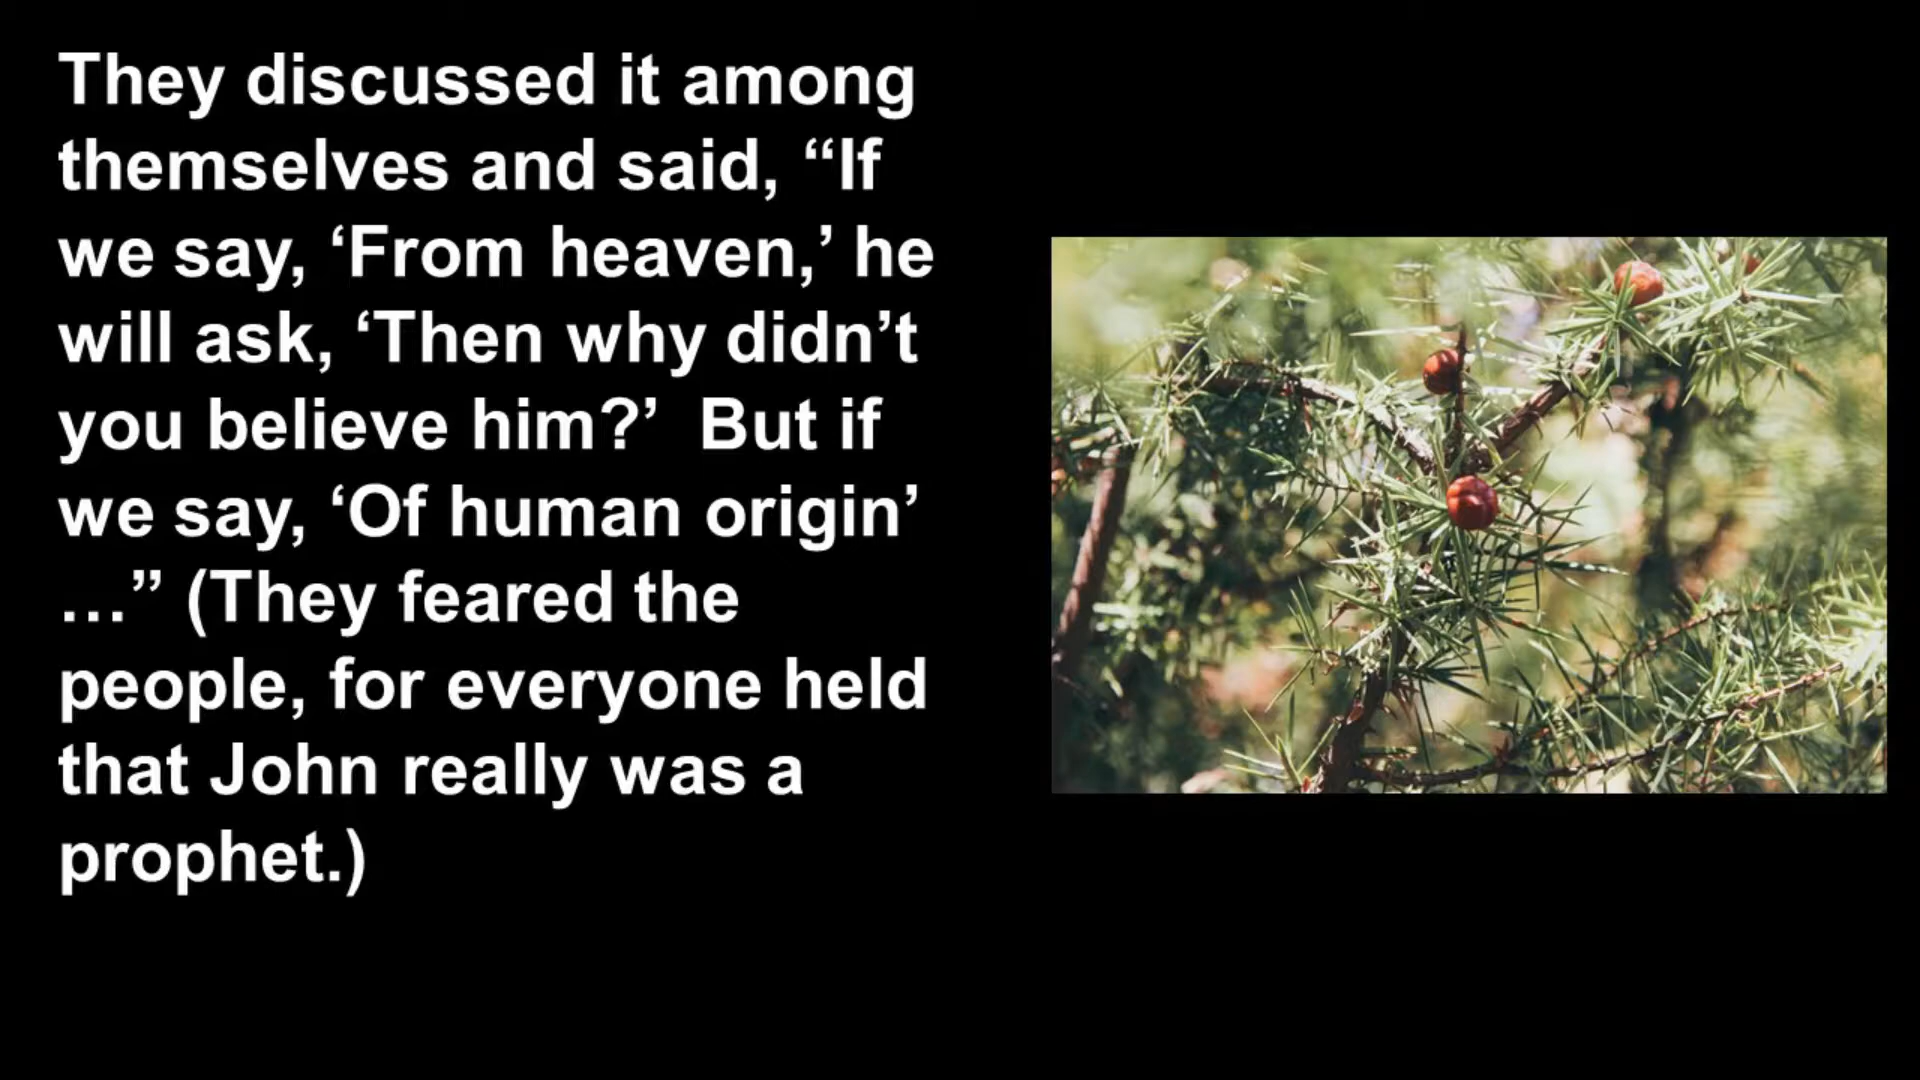 They discussed it among
themselves and said, “If
we say, ‘From heaven,’ he
will ask, ‘Then why didn’t
you believe him?’  But if
we say, ‘Of human origin’
…” (They feared the
people, for everyone held
that John really was a
prophet.)